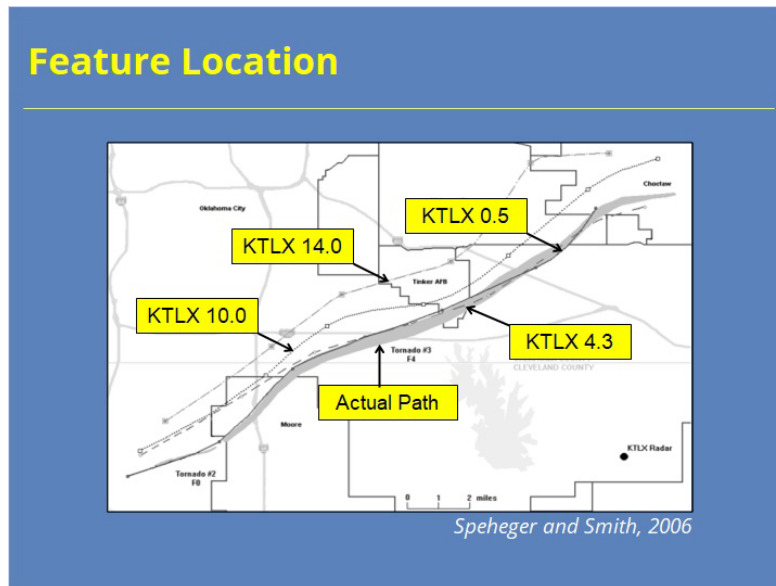 Feature Location
Choctaw
Oklahoma City
KTLX 0.5
KTLX 14.0
Tinker AFB
KTLX 10.0
KTLX 4.3
Tornado #3
F4
CLEVELAND COUNTY
Actual Path
Moore
KTLX Radar
Tornado #2
F0
0 1 2 miles
Speheger and Smith, 2006